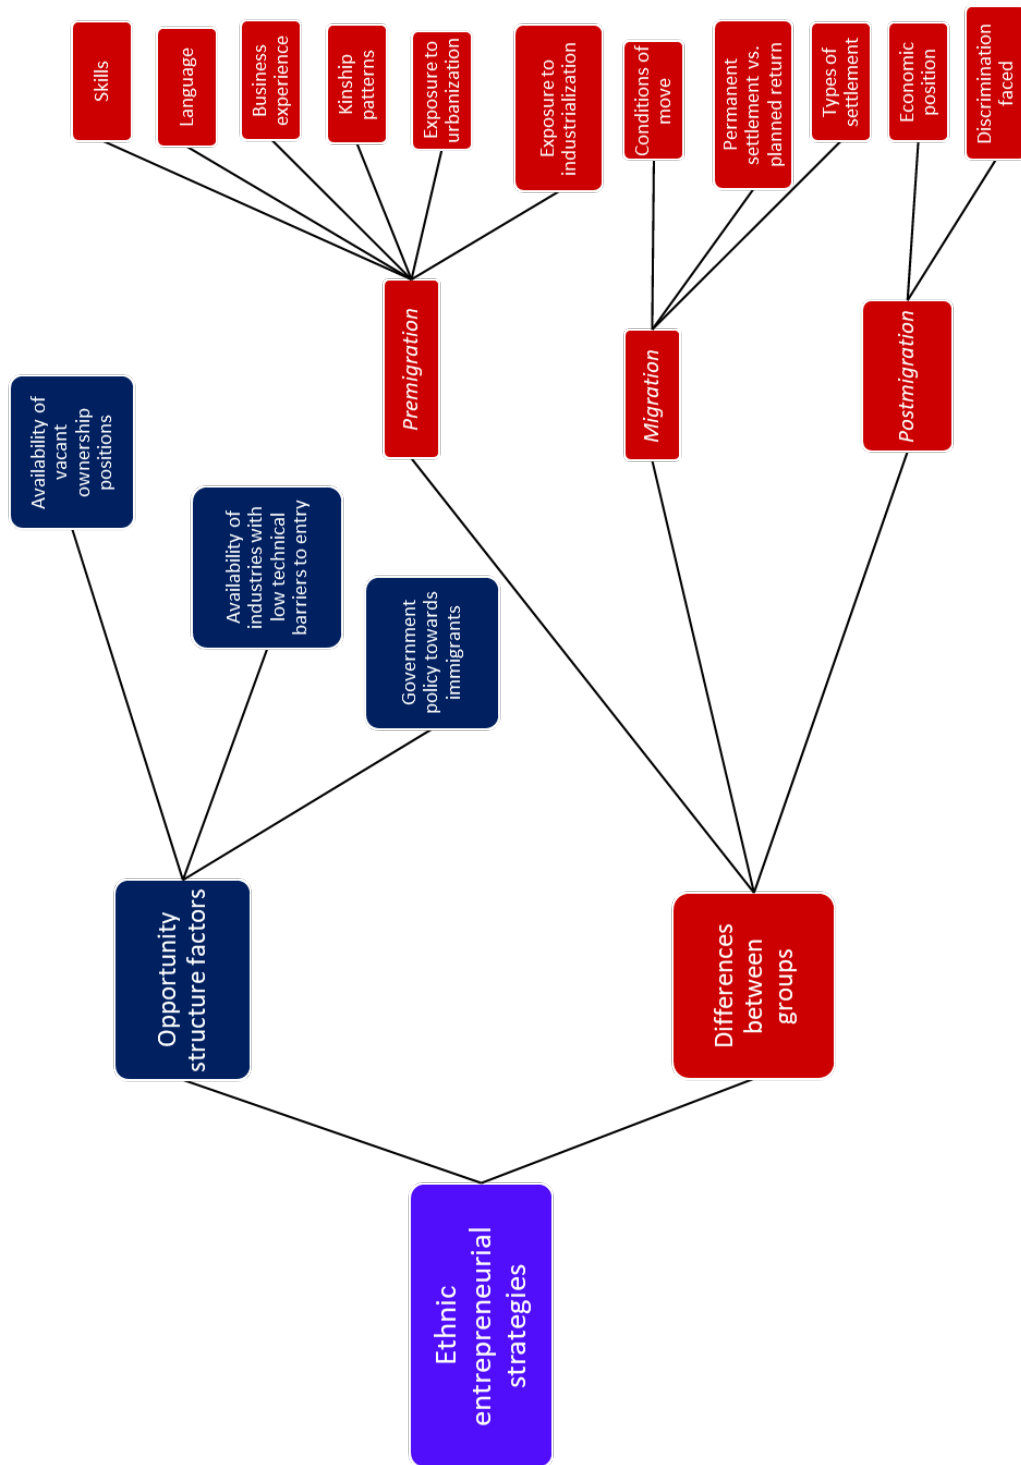 Ethnic
entrepreneurial
strategies
Opportunity
structure factors
Availability of
vacant
ownership
positions
Availability of
industries with
low technical
barriers to entry
Government
policy towards
immigrants
Differences
between
groups
Premigration
Skills
Language
Business
experience
Kinship
patterns
Exposure to
urbanization
Exposure to
industrialization
Migration
Conditions of
move
Permanent
settlement vs.
planned return
Types of
settlement
Postmigration
Economic
position
Discrimination
faced